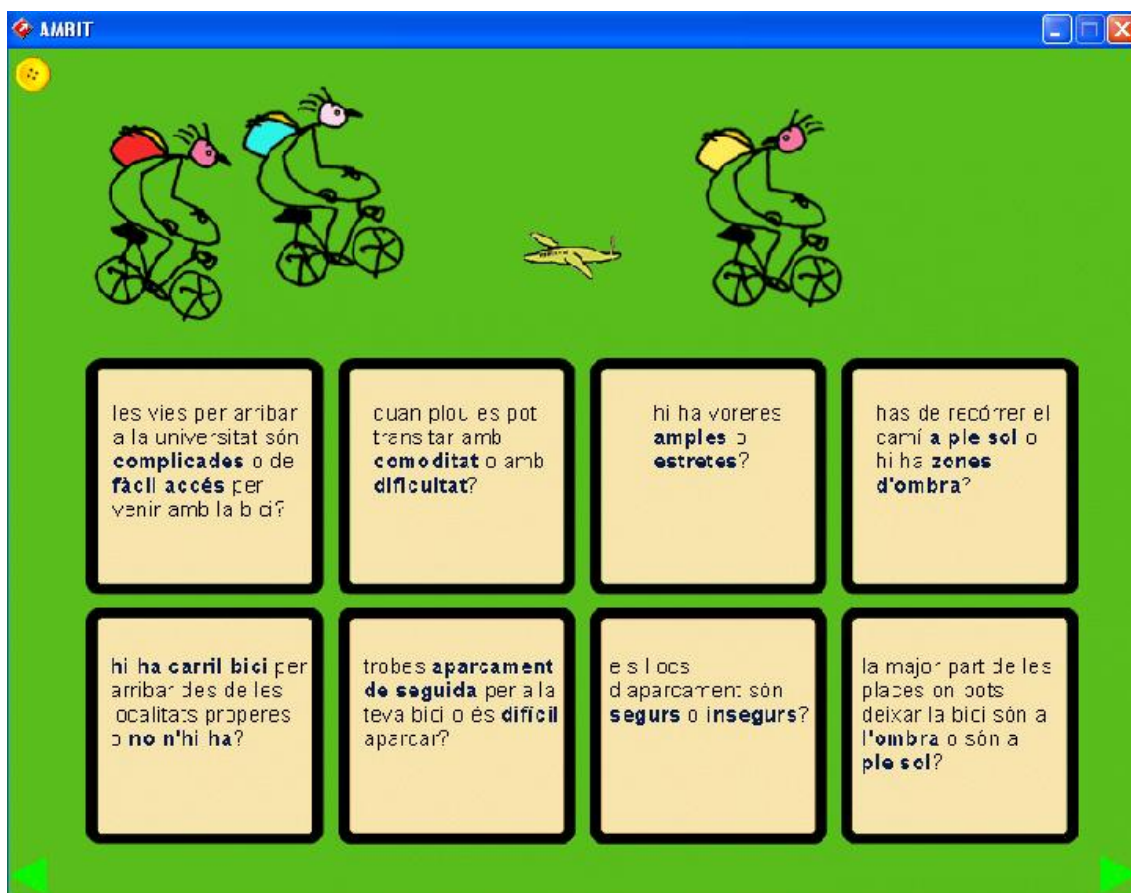 AMBIT
les vies per arribar
a la universitat són
complicades o de
fàcil accés per
venir amb la bici?
quan plou es pot
transitar amb
comoditat o amb
dificultat?
hi ha voreres
amples o
estretes?
has de recórrer el
camí a ple sol o
hi ha zones
d'ombra?
hi ha carril bici per
arribar des de les
localitats properes
o no n'hi ha?
trobes aparcament
de seguida per a la
teva bici o és difícil
aparcar?
els llocs
d'aparcament són
segurs o insegurs?
la major part de les
places on pots
deixar la bici són a
l'ombra o són a
ple sol?